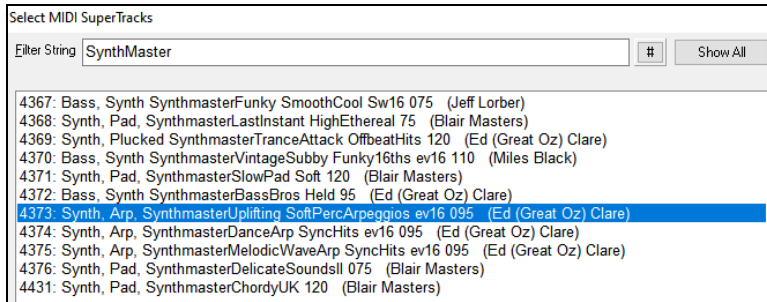 Select MIDI SuperTracks
Filter String SynthMaster # Show All
4367: Bass, Synth SynthmasterFunky SmoothCool Sw16 075 (Jeff Lorber)
4368: Synth, Pad, SynthmasterLastInstant HighEthereal 75 (Blair Masters)
4369: Synth, Plucked SynthmasterTranceAttack OffbeatHits 120 (Ed (Great Oz) Clare)
4370: Bass, Synth SynthmasterVintageSubby Funky16ths ev16 110 (Miles Black)
4371: Synth, Pad, SynthmasterSlowPad Soft 120 (Blair Masters)
4372: Bass, Synth SynthmasterBassBros Held 95 (Ed (Great Oz) Clare)
4373: Synth, Arp, SynthmasterUplifting SoftPercArpeggios ev16 095 (Ed (Great Oz) Clare)
4374: Synth, Arp, SynthmasterDanceArp SyncHits ev16 095 (Ed (Great Oz) Clare)
4375: Synth, Arp, SynthmasterMelodicWaveArp SyncHits ev16 095 (Ed (Great Oz) Clare)
4376: Synth, Pad, SynthmasterDelicateSoundsII 075 (Blair Masters)
4431: Synth, Pad, SynthmasterChordyUK 120 (Blair Masters)